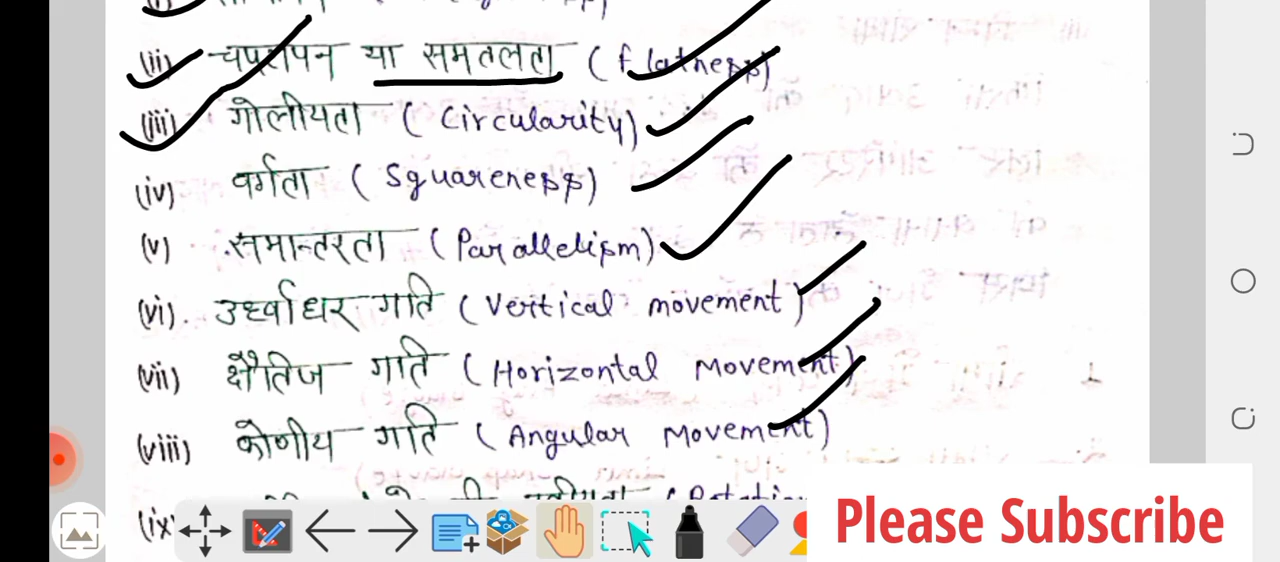 (ii) चपटापन या समतलता (flatness)
(iii) गोलीयता (Circularity)
(iv) वर्गता (Squareness)
(v) समान्तरता (Parallelism)
(vi). उर्ध्वाधर गति (Vertical movement)
(vii) क्षैतिज गति (Horizontal Movement)
(viii) कोणीय गति (Angular Movement)
(ix)
Please Subscribe